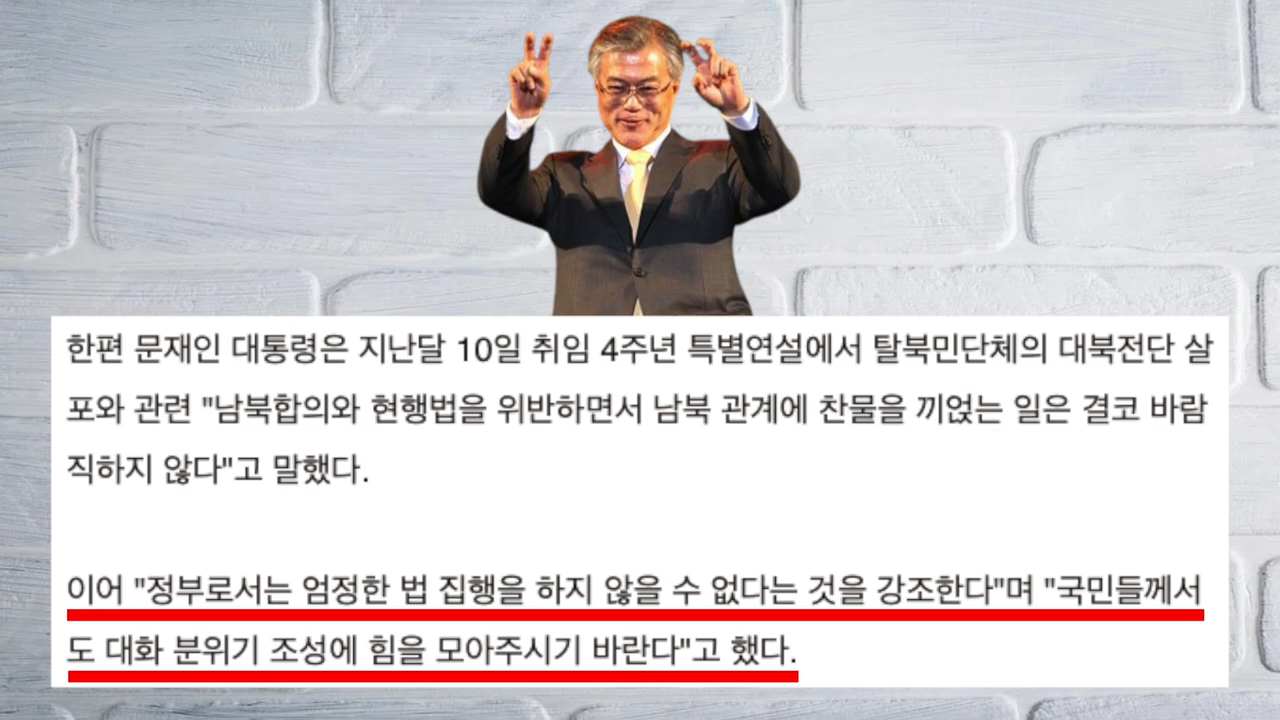 한편 문재인 대통령은 지난달 10일 취임 4주년 특별연설에서 탈북민단체의 대북전단 살
포와 관련 "남북합의와 현행법을 위반하면서 남북 관계에 찬물을 끼얹는 일은 결코 바람
직하지 않다"고 말했다.
이어 "정부로서는 엄정한 법 집행을 하지 않을 수 없다는 것을 강조한다"며 "국민들께서
도 대화 분위기 조성에 힘을 모아주시기 바란다"고 했다.